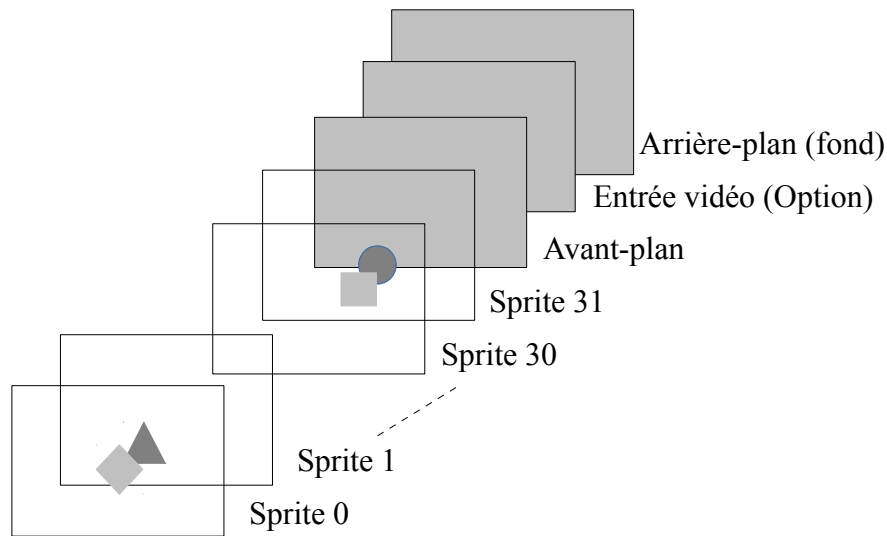 Arrière-plan (fond)
Entrée vidéo (Option)
Avant-plan
Sprite 31
Sprite 30
Sprite 1
Sprite 0